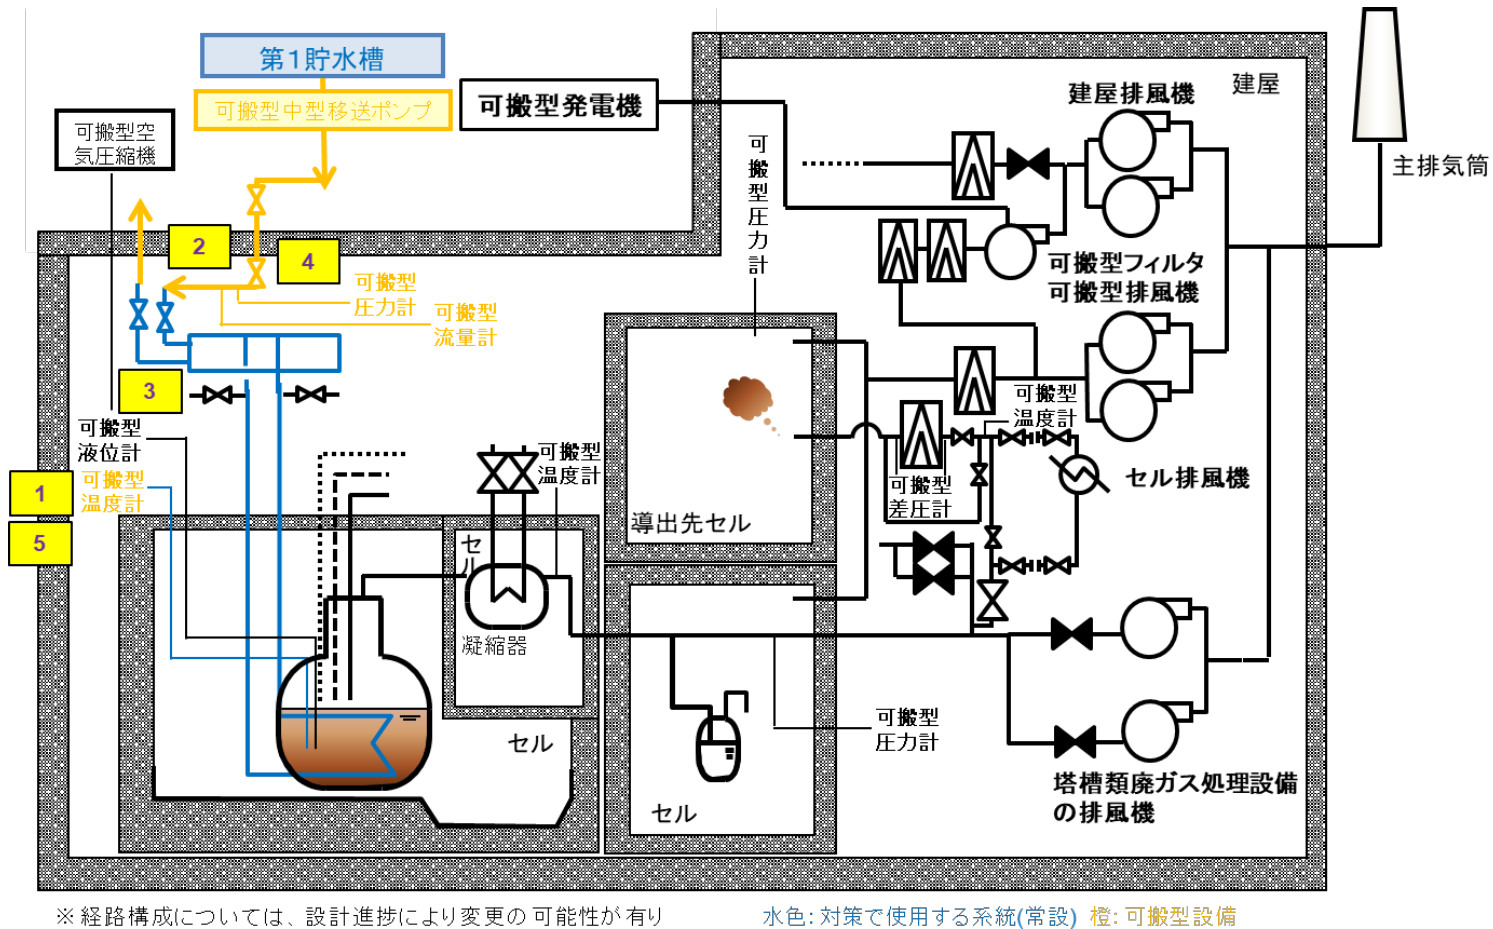 第1貯水槽
可搬型中型移送ポンプ
可搬型発電機
可搬型空
気圧縮機
建屋
建屋排風機
主排気筒
可搬型圧力計
2
4
可搬型
圧力計
可搬型
流量計
可搬型フィルタ
可搬型排風機
3
可搬型
液位計
可搬型
温度計
1
5
可搬型
温度計
可搬型
温度計
セル排風機
可搬型
差圧計
導出先セル
セル
凝縮器
セル
セル
可搬型
圧力計
塔槽類廃ガス処理設備
の排風機
※経路構成については、設計進捗により変更の可能性が有り
水色：対策で使用する系統(常設) 橙：可搬型設備